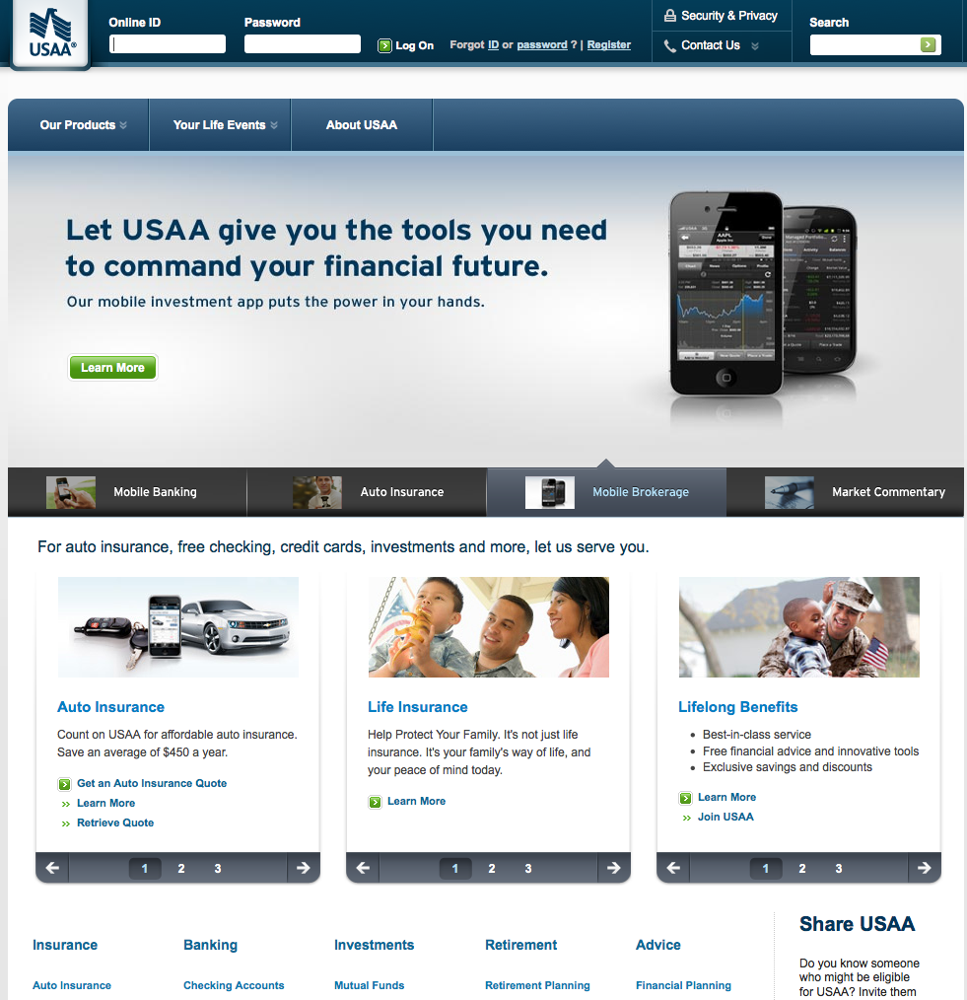 USAA®
Online ID
Password
Log On
Forgot ID or password ? | Register
Security & Privacy
Contact Us
Search
Our Products
Your Life Events
About USAA
Let USAA give you the tools you need
to command your financial future.
Our mobile investment app puts the power in your hands.
Learn More
AAPL
Apple Inc
Managed Portfolio...
Mobile Banking
Auto Insurance
Mobile Brokerage
Market Commentary
For auto insurance, free checking, credit cards, investments and more, let us serve you.
Auto Insurance
Count on USAA for affordable auto insurance.
Save an average of $450 a year.
Get an Auto Insurance Quote
Learn More
Retrieve Quote
1 2 3
Life Insurance
Help Protect Your Family. It's not just life
insurance. It's your family's way of life, and
your peace of mind today.
Learn More
1 2 3
Lifelong Benefits
• Best-in-class service
• Free financial advice and innovative tools
• Exclusive savings and discounts
Learn More
Join USAA
1 2 3
Insurance
Auto Insurance
Banking
Checking Accounts
Investments
Mutual Funds
Retirement
Retirement Planning
Advice
Financial Planning
Share USAA
Do you know someone
who might be eligible
for USAA? Invite them